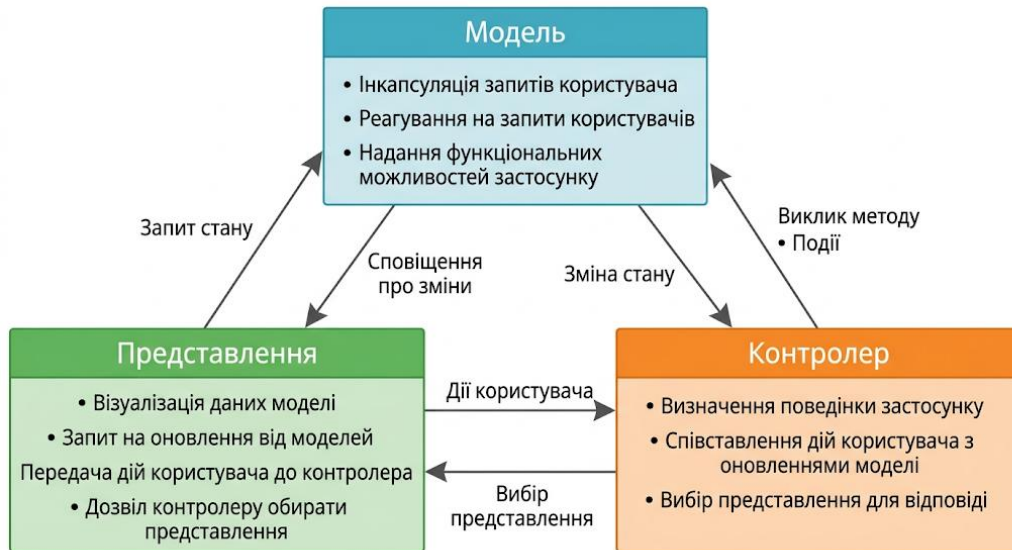 Модель
• Інкапсуляція запитів користувача
• Реагування на запити користувачів
• Надання функціональних
можливостей застосунку
Запит стану
Сповіщення
про зміни
Зміна стану
Виклик методу
• Події
Представлення
• Візуалізація даних моделі
• Запит на оновлення від моделей
Передача дій користувача до контролера
• Дозвіл контролеру обирати
представлення
Дії користувача
Вибір
представлення
Контролер
• Визначення поведінки застосунку
• Співставлення дій користувача з
оновленнями моделі
• Вибір представлення для відповіді